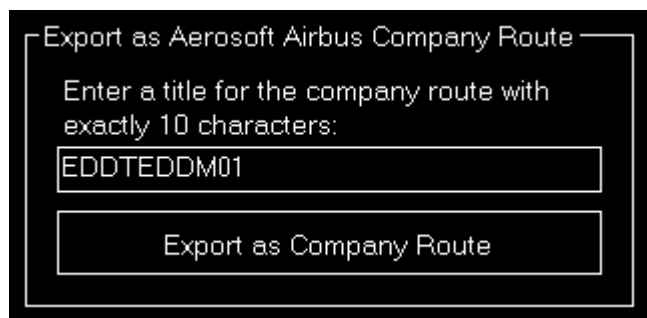 Export as Aerosoft Airbus Company Route
Enter a title for the company route with
exactly 10 characters:
EDDTEDDM01
Export as Company Route